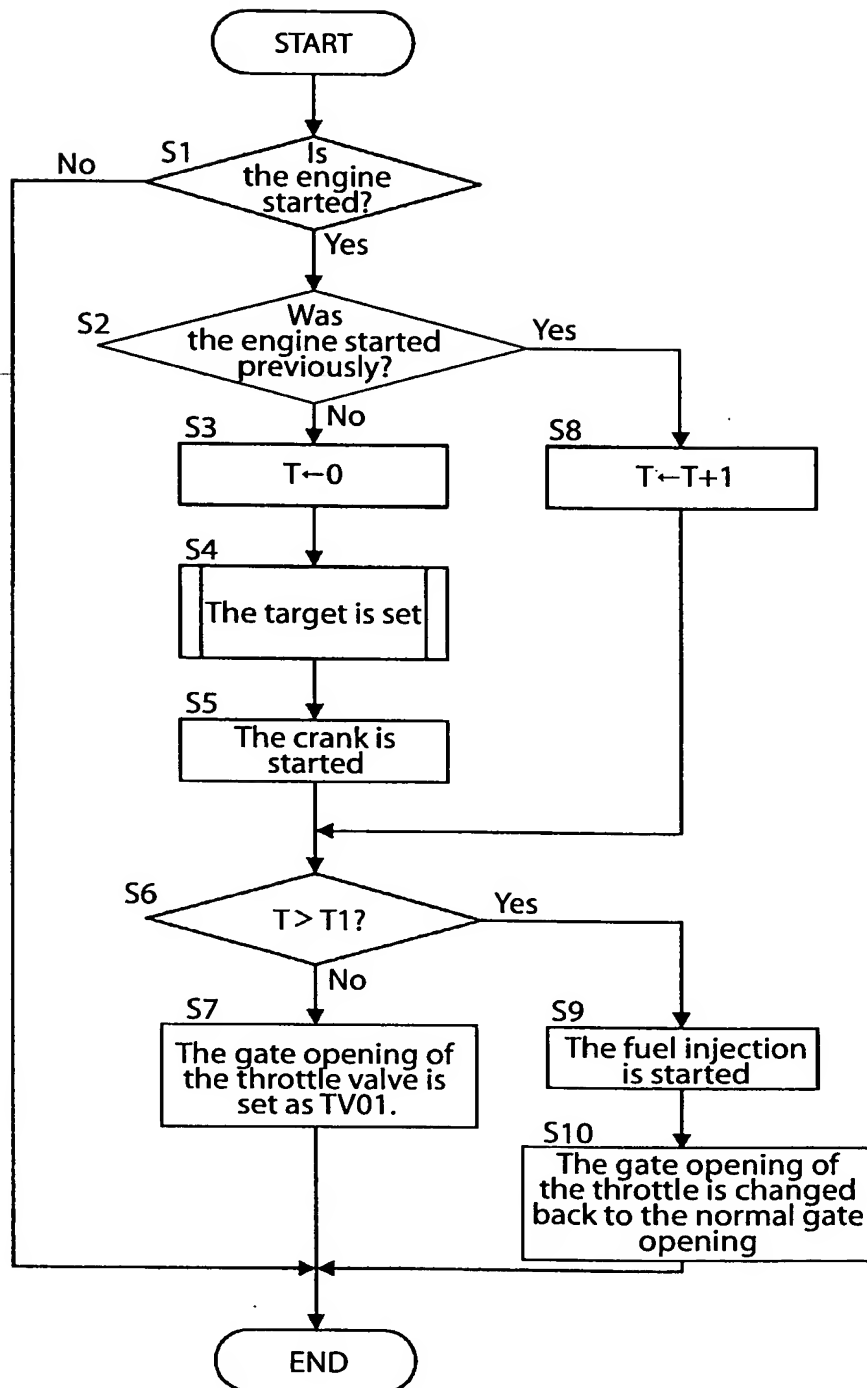 START
S1
No
Is
the engine
started?
Yes
S2
Was
the engine started
previously?
Yes
No
S3
T←0
S8
T←T+1
S4
The target is set
S5
The crank is
started
S6
T > T1?
Yes
No
S7
The gate opening of
the throttle valve is
set as TV01.
S9
The fuel injection
is started
S10
The gate opening of
the throttle is changed
back to the normal gate
opening
END